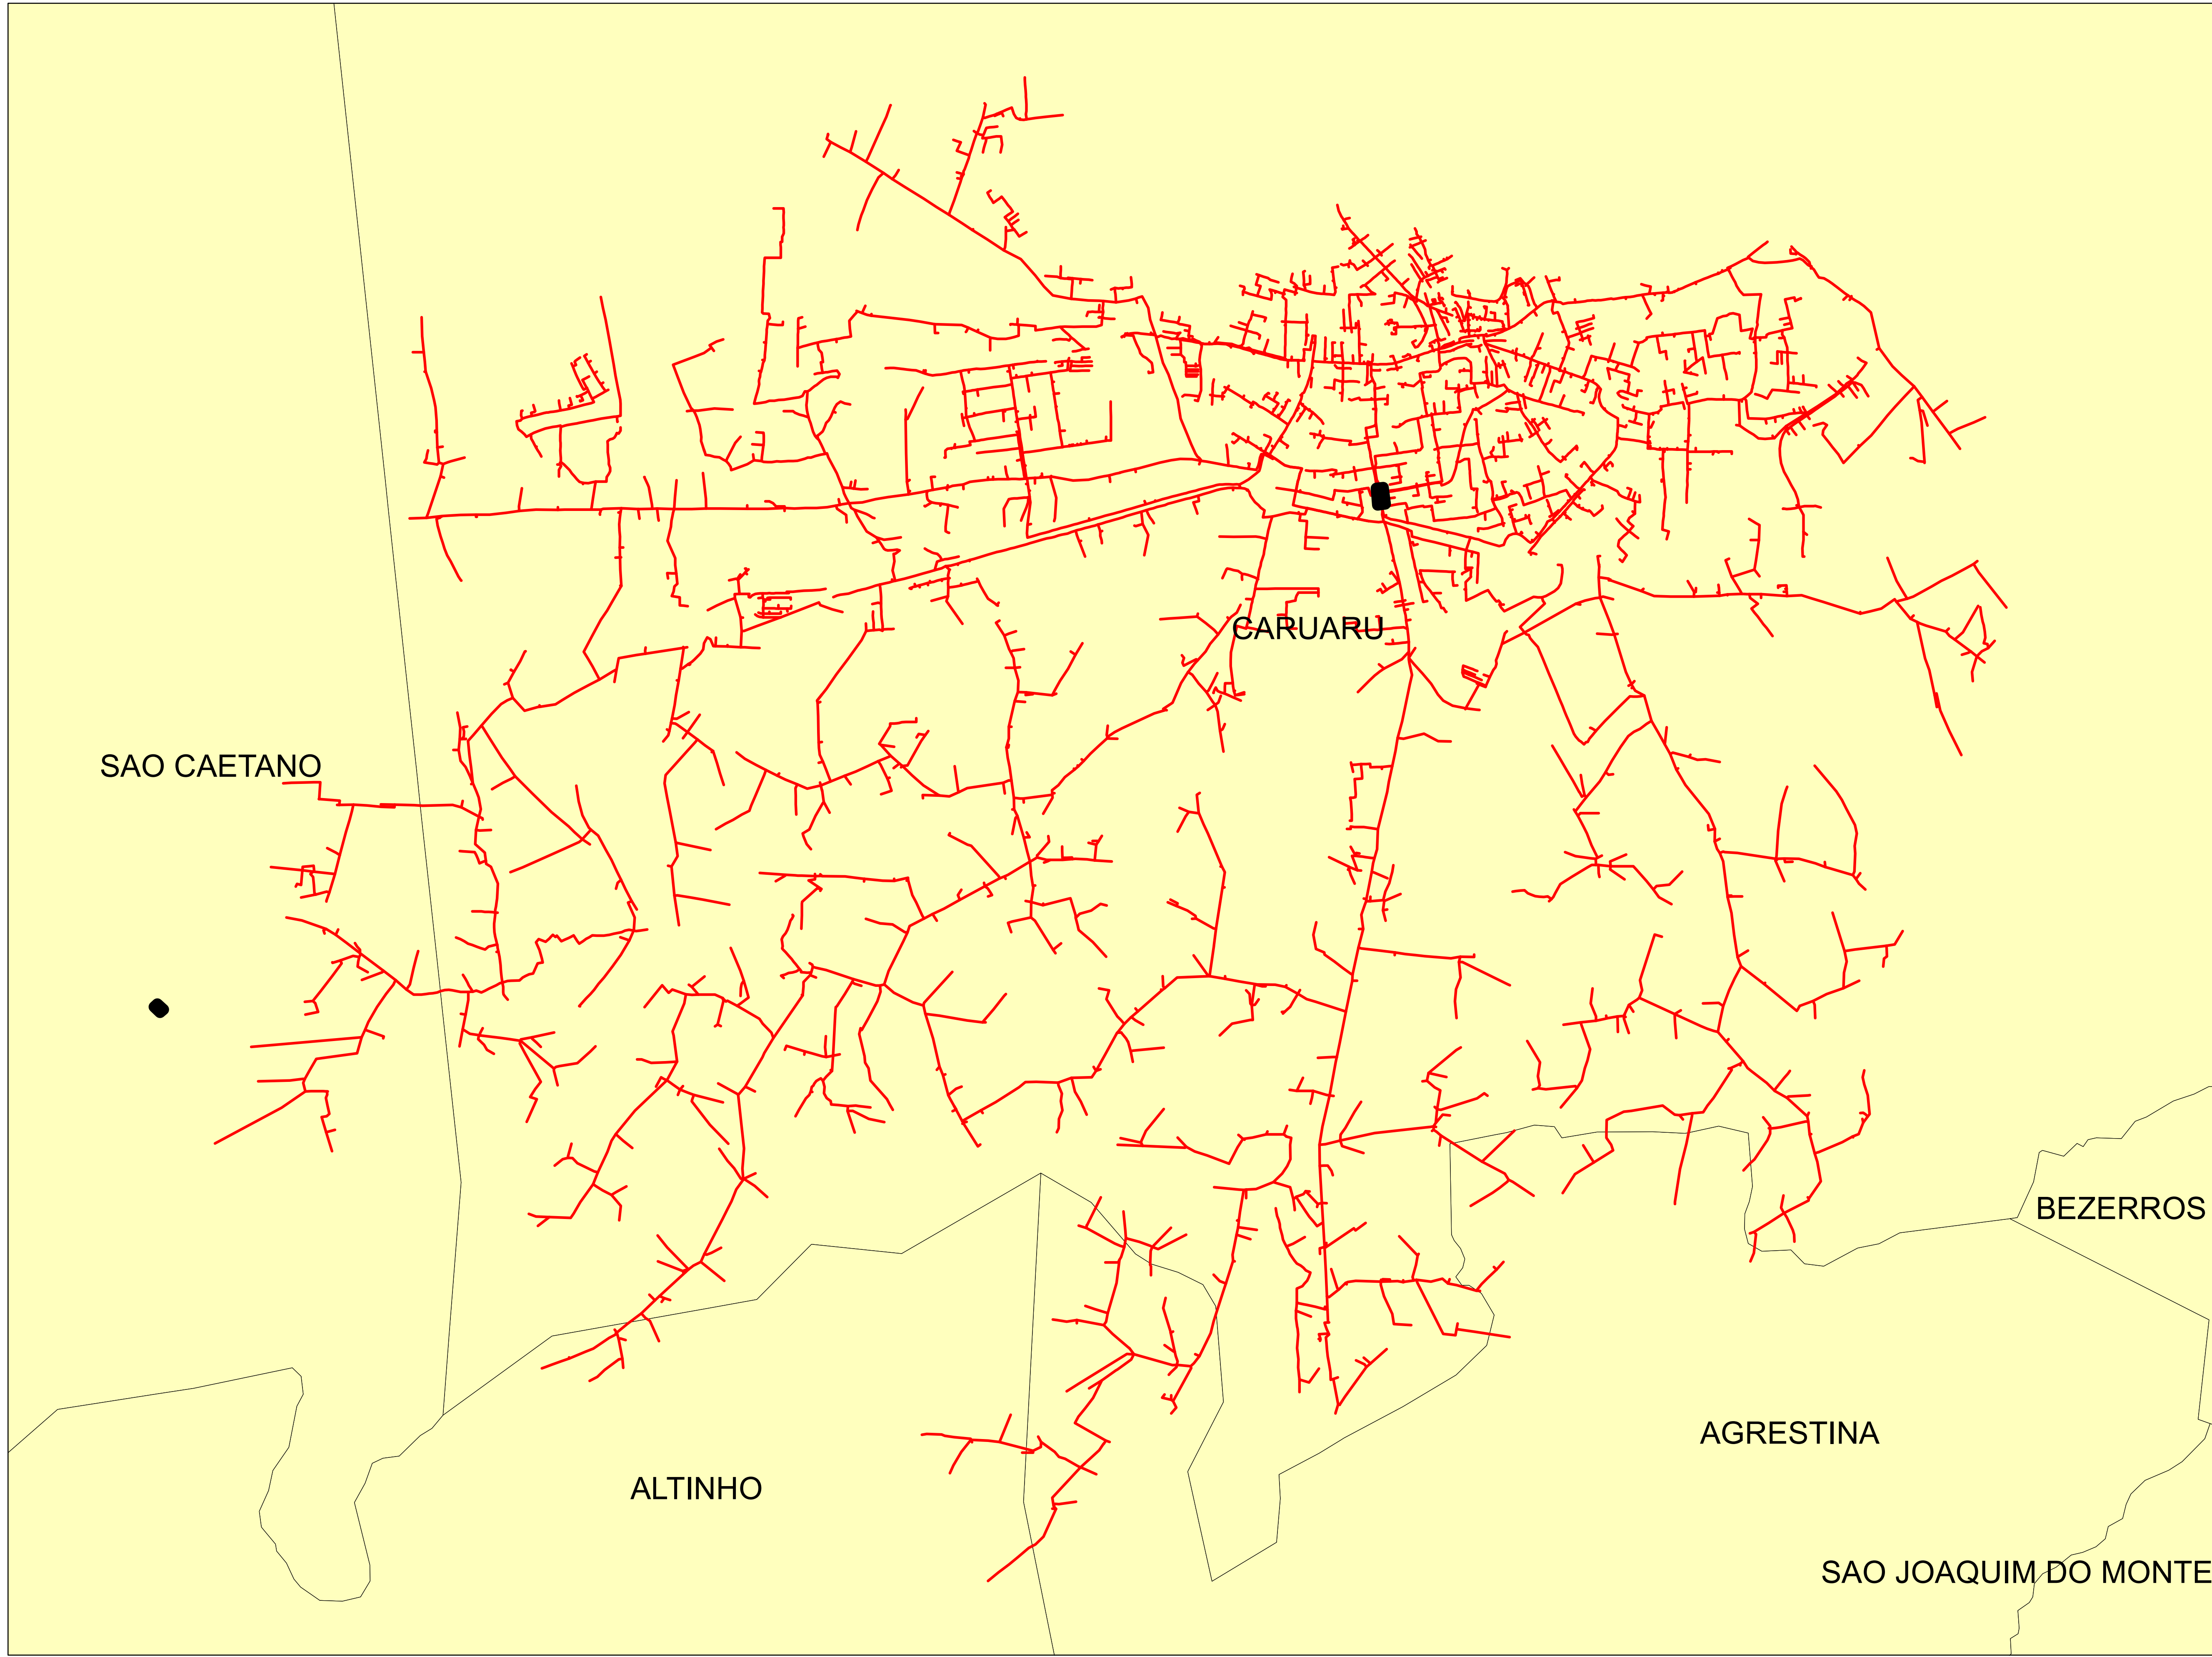 CARUARU
SAO CAETANO
BEZERROS
AGRESTINA
ALTINHO
SAO JOAQUIM DO MONTE